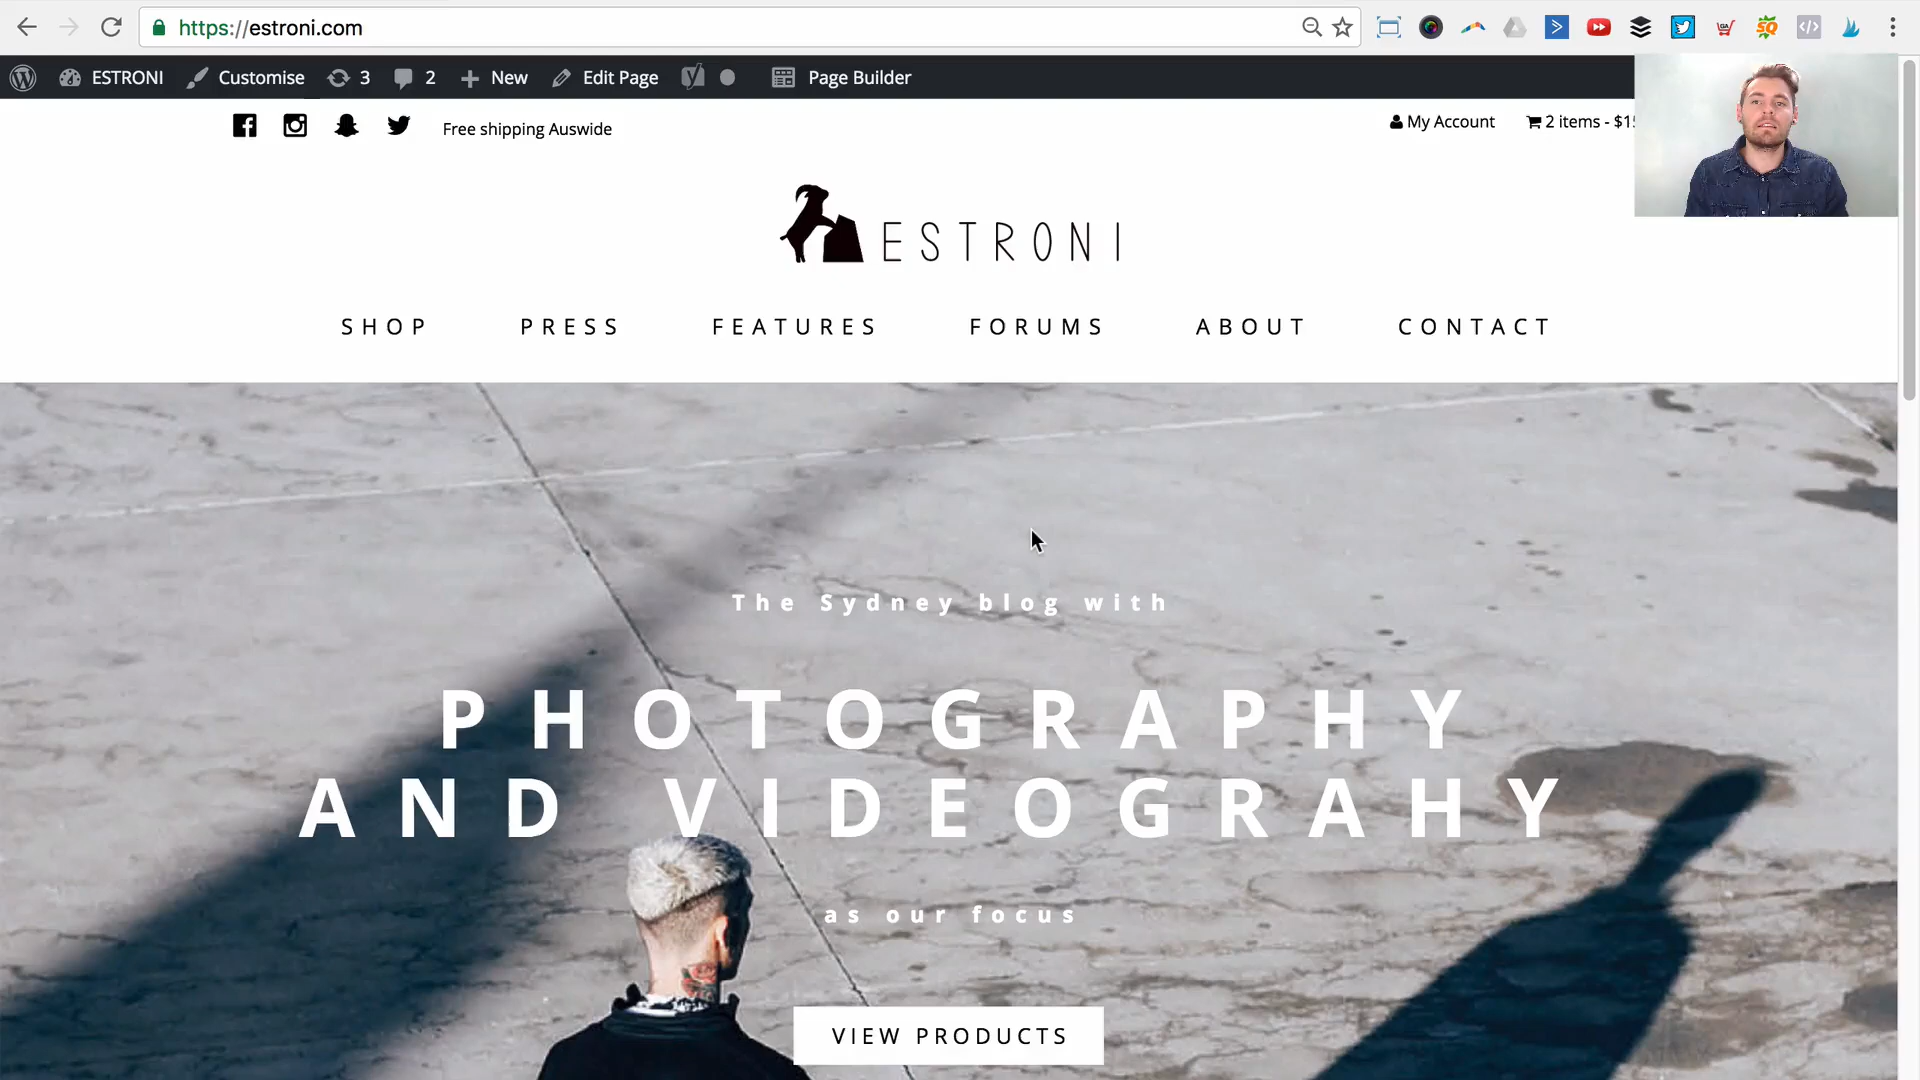 https://estroni.com
ESTRONI Customise 3 2 New Edit Page Page Builder
Free shipping Auswide
My Account 2 items - $1
ESTRONI
SHOP PRESS FEATURES FORUMS ABOUT CONTACT
The Sydney blog with
PHOTOGRAPHY
AND VIDEOGRAHY
as our focus
VIEW PRODUCTS